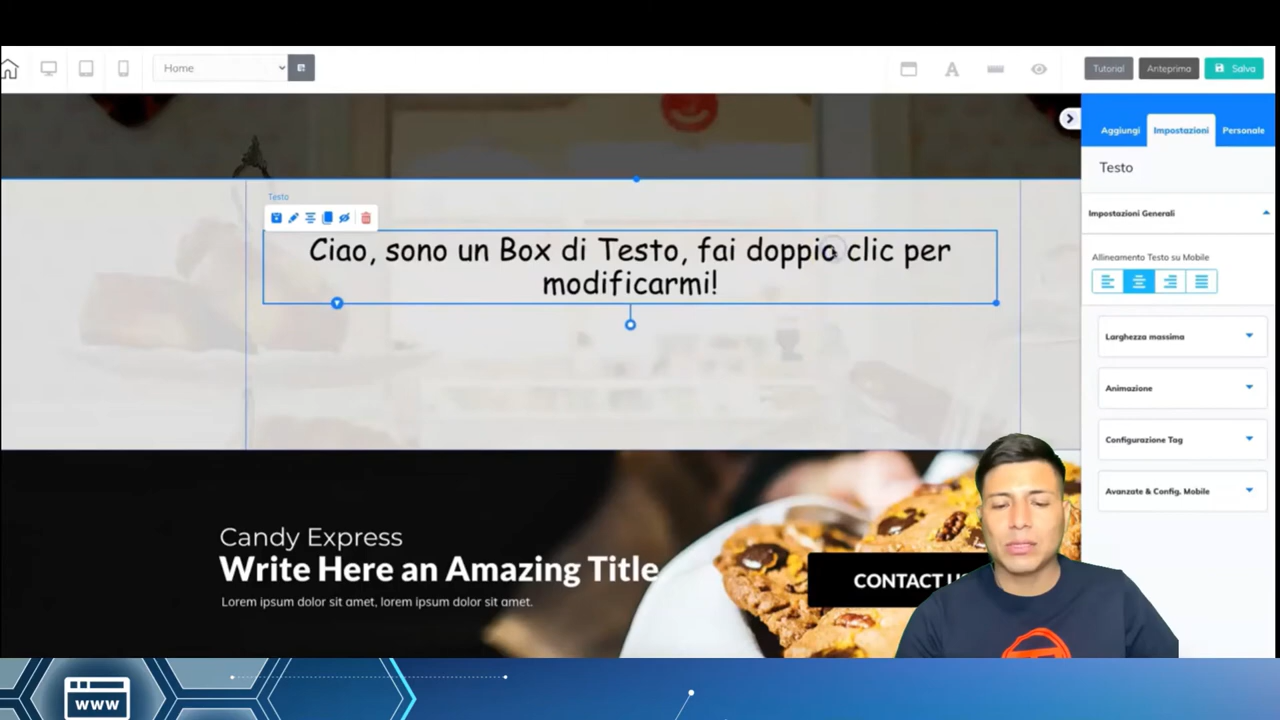 Home
Tutorial
Anteprima
Salva
Aggiungi
Impostazioni
Personale
Testo
Impostazioni Generali
Allineamento Testo su Mobile
Larghezza massima
Animazione
Configurazione Tag
Avanzate & Config. Mobile
Testo
Ciao, sono un Box di Testo, fai doppio clic per
modificarmi!
Candy Express
Write Here an Amazing Title
Lorem ipsum dolor sit amet, lorem ipsum dolor sit amet.
CONTACT
www